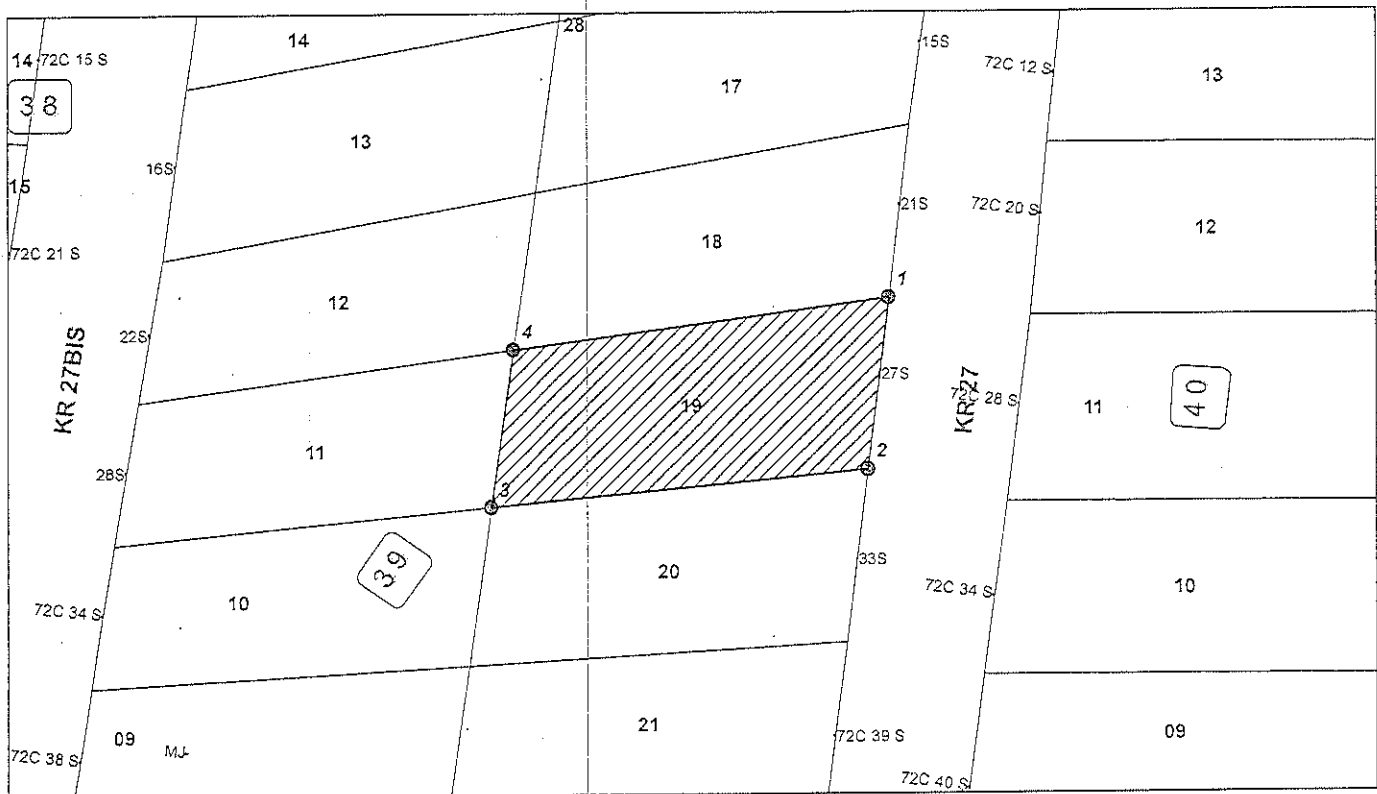 14
28
17
15S
72C 12 S
13
14
72C 15 S
38
13
16S
15
72C 21 S
21S
72C 20 S
12
18
12
22S
KR 27BIS
4
1
27S
KR 27
72C 28 S
11
40
19
11
28S
3
2
39
10
20
33S
72C 34 S
10
72C 34 S
09
MJ-
21
72C 39 S
09
72C 38 S
72C 40 S